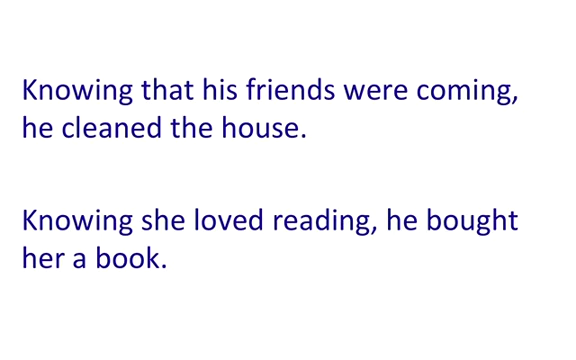 Knowing that his friends were coming,
he cleaned the house.
Knowing she loved reading, he bought
her a book.